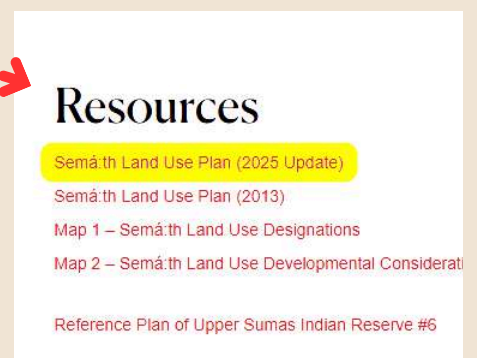 Resources
Semá:th Land Use Plan (2025 Update)
Semá:th Land Use Plan (2013)
Map 1 – Semá:th Land Use Designations
Map 2 – Semá:th Land Use Developmental Considerati
Reference Plan of Upper Sumas Indian Reserve #6